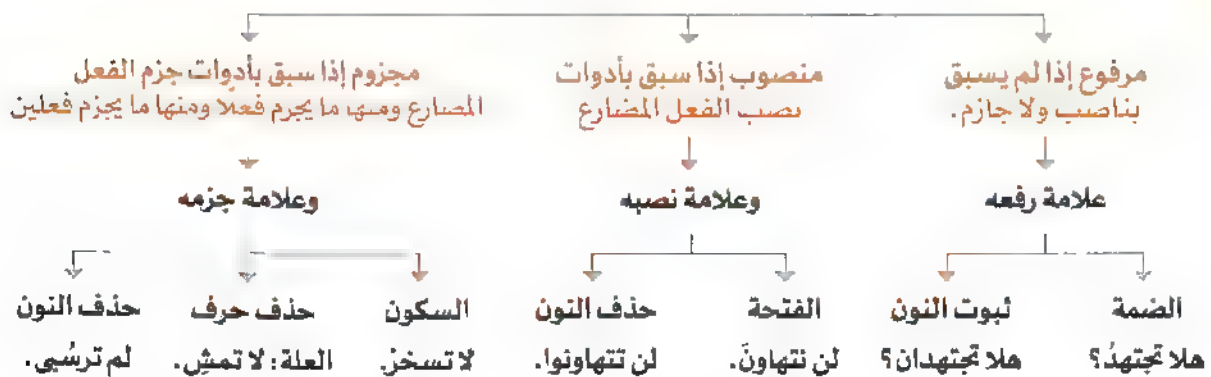 مرفوع إذا لم يسبق
بناصب ولا جازم.
منصوب إذا سبق بأدوات
نصب الفعل المضارع
مجزوم إذا سبق بأدوات جزم الفعل
المضارع ومنها ما يجزم فعلا ومنها ما يجزم فعلين
علامة رفعه
وعلامة نصبه
وعلامة جزمه
الضمة
هلا تجتهدُ؟
ثبوت النون
هلا تجتهدان؟
الفتحة
لن نتهاونَ.
حذف النون
لن تتهاونوا.
السكون
لا تسخرْ.
حذف حرف
العلة: لا تمشِ.
حذف النون
لم ترسُبي.